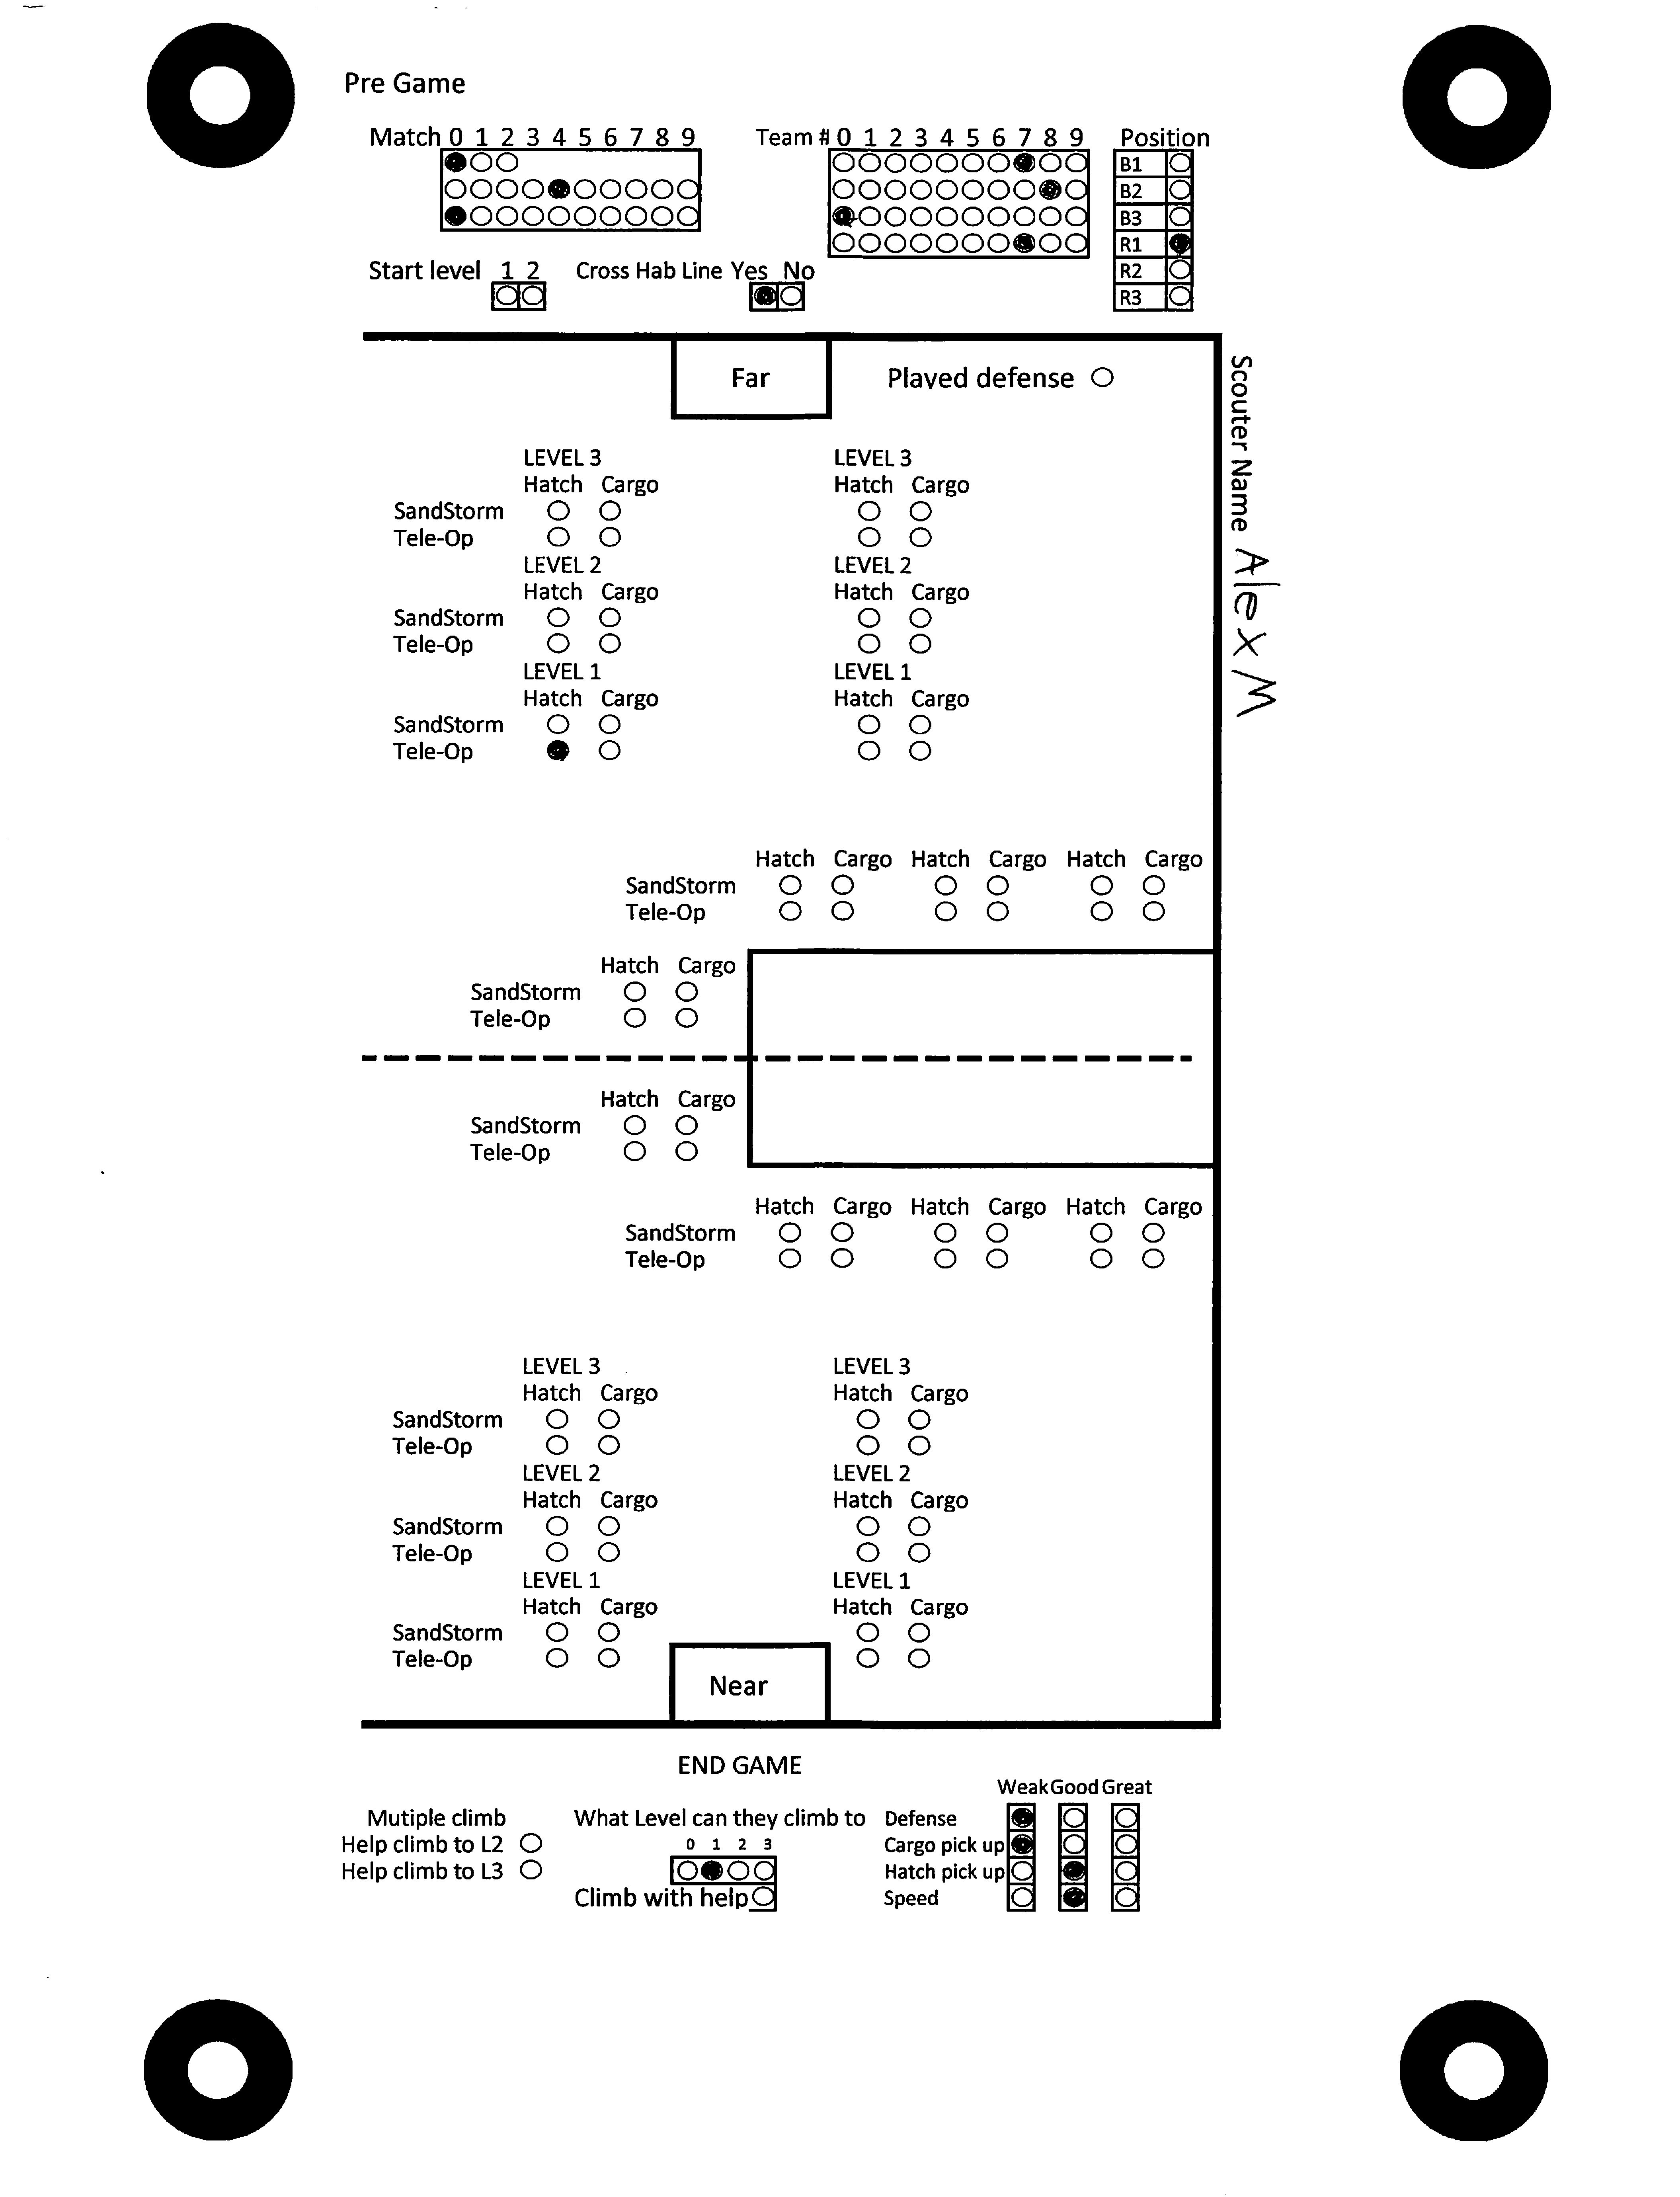 Pre Game
Match 0 1 2 3 4 5 6 7 8 9
Team # 0 1 2 3 4 5 6 7 8 9
Position
B1
B2
B3
R1
R2
R3
Start level 1 2
Cross Hab Line Yes No
Far
Plaved defense
Scouter Name Alex M
LEVEL 3 LEVEL 3
Hatch Cargo Hatch Cargo
SandStorm
Tele-Op
LEVEL 2 LEVEL 2
Hatch Cargo Hatch Cargo
SandStorm
Tele-Op
LEVEL 1 LEVEL 1
Hatch Cargo Hatch Cargo
SandStorm
Tele-Op
Hatch Cargo Hatch Cargo Hatch Cargo
SandStorm
Tele-Op
Hatch Cargo
SandStorm
Tele-Op
Hatch Cargo
SandStorm
Tele-Op
Hatch Cargo Hatch Cargo Hatch Cargo
SandStorm
Tele-Op
LEVEL 3 LEVEL 3
Hatch Cargo Hatch Cargo
SandStorm
Tele-Op
LEVEL 2 LEVEL 2
Hatch Cargo Hatch Cargo
SandStorm
Tele-Op
LEVEL 1 LEVEL 1
Hatch Cargo Hatch Cargo
SandStorm
Tele-Op
Near
END GAME
Mutiple climb
Help climb to L2
Help climb to L3
What Level can they climb to
0 1 2 3
Climb with help
Weak Good Great
Defense
Cargo pick up
Hatch pick up
Speed